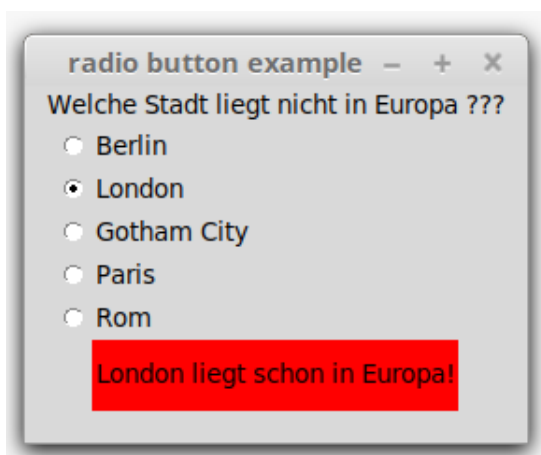 radio button example
Welche Stadt liegt nicht in Europa ???
Berlin
London
Gotham City
Paris
Rom
London liegt schon in Europa!